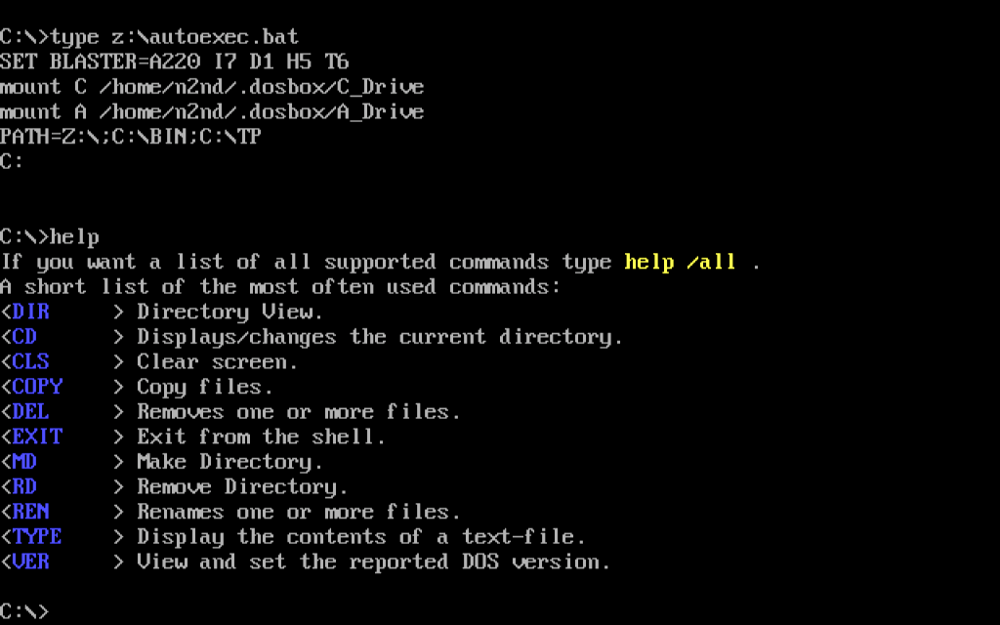 C:\>type z:\autoexec.bat
SET BLASTER=A220 I7 D1 H5 T6
mount C /home/n2nd/.dosbox/C_Drive
mount A /home/n2nd/.dosbox/A_Drive
PATH=Z:\;C:\BIN;C:\TP
C:
C:\>help
If you want a list of all supported commands type help /all .
A short list of the most often used commands:
<DIR     > Directory View.
<CD      > Displays/changes the current directory.
<CLS     > Clear screen.
<COPY    > Copy files.
<DEL     > Removes one or more files.
<EXIT    > Exit from the shell.
<MD      > Make Directory.
<RD      > Remove Directory.
<REN     > Renames one or more files.
<TYPE    > Display the contents of a text-file.
<VER     > View and set the reported DOS version.
C:\>